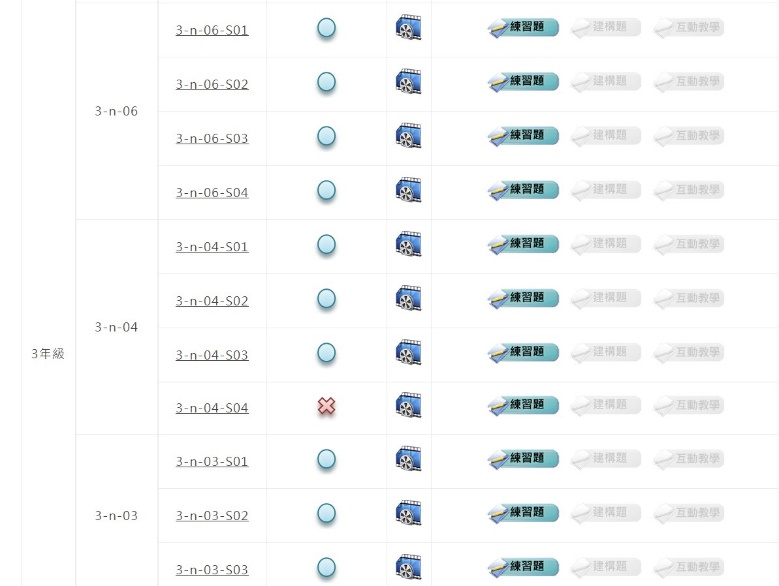 3-n-06-S01 練習題 建構題 互動教學
3-n-06-S02 練習題 建構題 互動教學
3-n-06
3-n-06-S03 練習題 建構題 互動教學
3-n-06-S04 練習題 建構題 互動教學
3-n-04-S01 練習題 建構題 互動教學
3-n-04-S02 練習題 建構題 互動教學
3-n-04
3年級
3-n-04-S03 練習題 建構題 互動教學
3-n-04-S04 練習題 建構題 互動教學
3-n-03-S01 練習題 建構題 互動教學
3-n-03
3-n-03-S02 練習題 建構題 互動教學
3-n-03-S03 練習題 建構題 互動教學